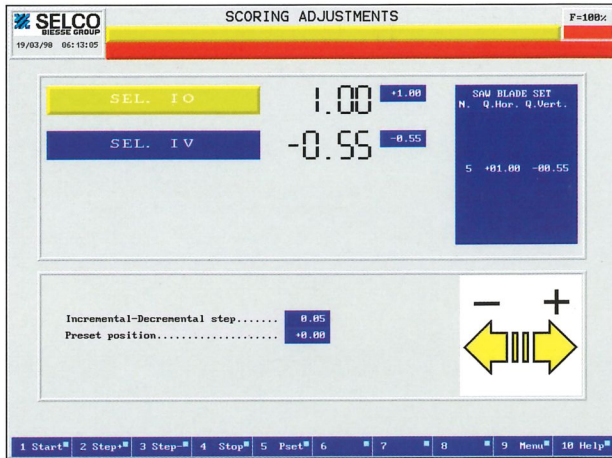 SELCO
BIESSE GROUP
19/03/98 06:13:05
SCORING ADJUSTMENTS
F=100%
SEL. IO 1.00 +1.00
SEL. IV -0.55 -0.55
SAW BLADE SET
N. Q.Hor. Q.Vert.
5 +01.00 -00.55
Incremental-Decremental step....... 0.05
Preset position................... +0.00
- +
1 Start 2 Step+ 3 Step- 4 Stop 5 Pset 6 7 8 9 Menu 10 Help